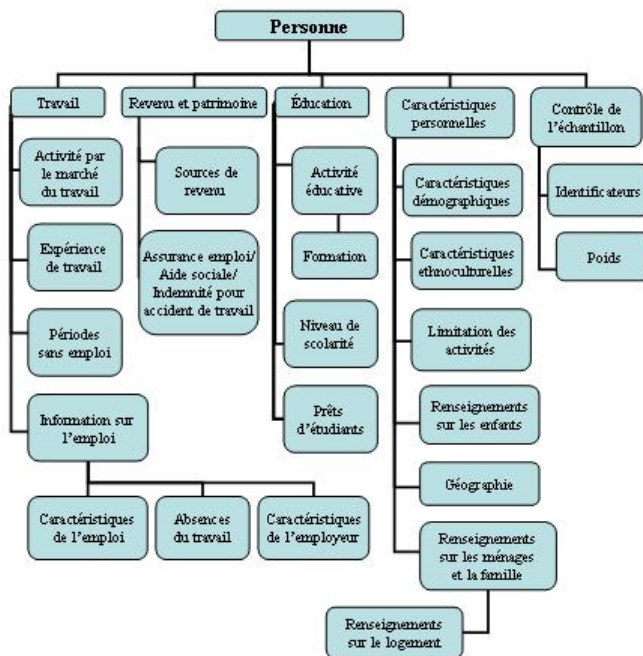 Personne
Travail
Revenu et patrimoine
Éducation
Caractéristiques
personnelles
Contrôle de
l'échantillon
Activité par
le marché
du travail
Expérience
de travail
Périodes
sans emploi
Information sur
l'emploi
Caractéristiques
de l'emploi
Absences
du travail
Caractéristiques
de l'employeur
Sources de
revenu
Assurance emploi/
Aide sociale/
Indemnité pour
accident de travail
Activité
éducative
Formation
Niveau de
scolarité
Prêts
d'étudiants
Caractéristiques
démographiques
Caractéristiques
ethnoculturelles
Limitation des
activités
Renseignements
sur les enfants
Géographie
Renseignements
sur les ménages
et la famille
Renseignements
sur le logement
Identificateurs
Poids